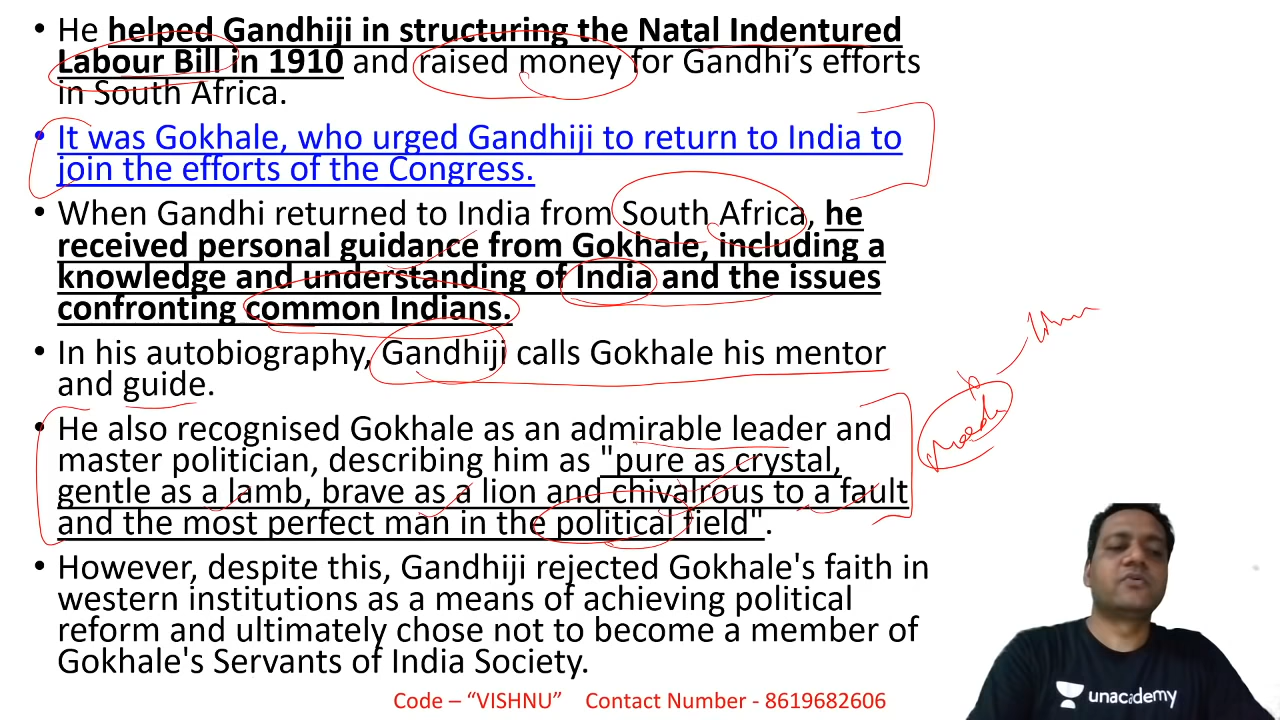 • He helped Gandhiji in structuring the Natal Indentured
Labour Bill in 1910 and raised money for Gandhi's efforts
in South Africa.
• It was Gokhale, who urged Gandhiji to return to India to
join the efforts of the Congress.
• When Gandhi returned to India from South Africa, he
received personal guidance from Gokhale, including a
knowledge and understanding of India and the issues
confronting common Indians.
• In his autobiography, Gandhiji calls Gokhale his mentor
and guide.
• He also recognised Gokhale as an admirable leader and
master politician, describing him as "pure as crystal,
gentle as a lamb, brave as a lion and chivalrous to a fault
and the most perfect man in the political field".
• However, despite this, Gandhiji rejected Gokhale's faith in
western institutions as a means of achieving political
reform and ultimately chose not to become a member of
Gokhale's Servants of India Society.
unacademy
Code – “VISHNU” Contact Number - 8619682606